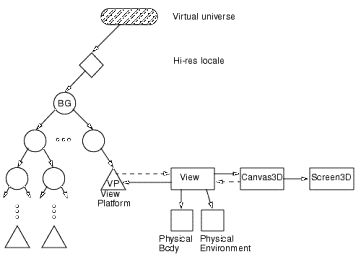 Virtual universe
Hi-res locale
BG
VP
View
Platform
View
Canvas3D
Screen3D
Physical
Body
Physical
Environment